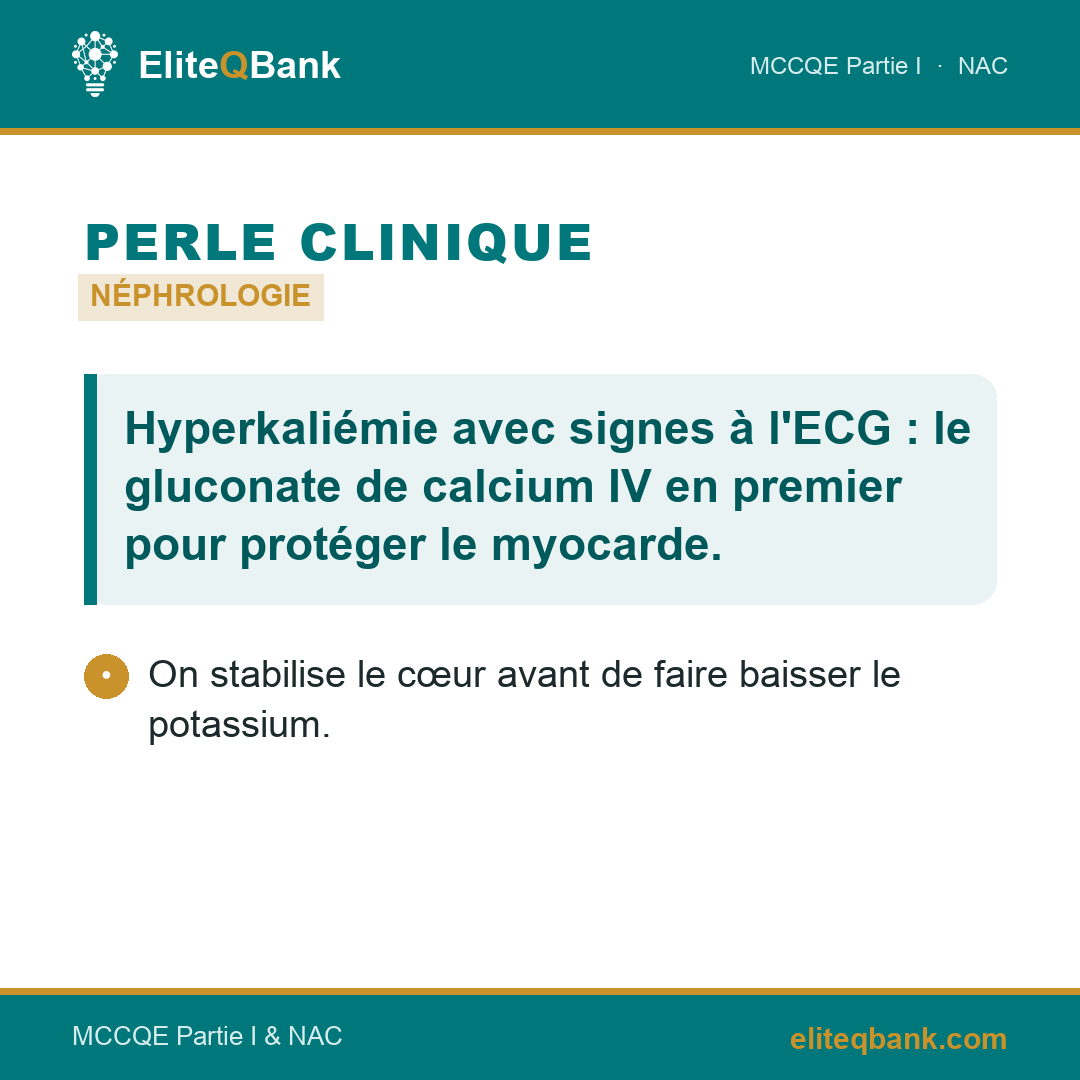 EliteQBank
MCCQE Partie I · NAC
PERLE CLINIQUE
NÉPHROLOGIE
Hyperkaliémie avec signes à l'ECG : le
gluconate de calcium IV en premier
pour protéger le myocarde.
On stabilise le cœur avant de faire baisser le
potassium.
MCCQE Partie I & NAC
eliteqbank.com